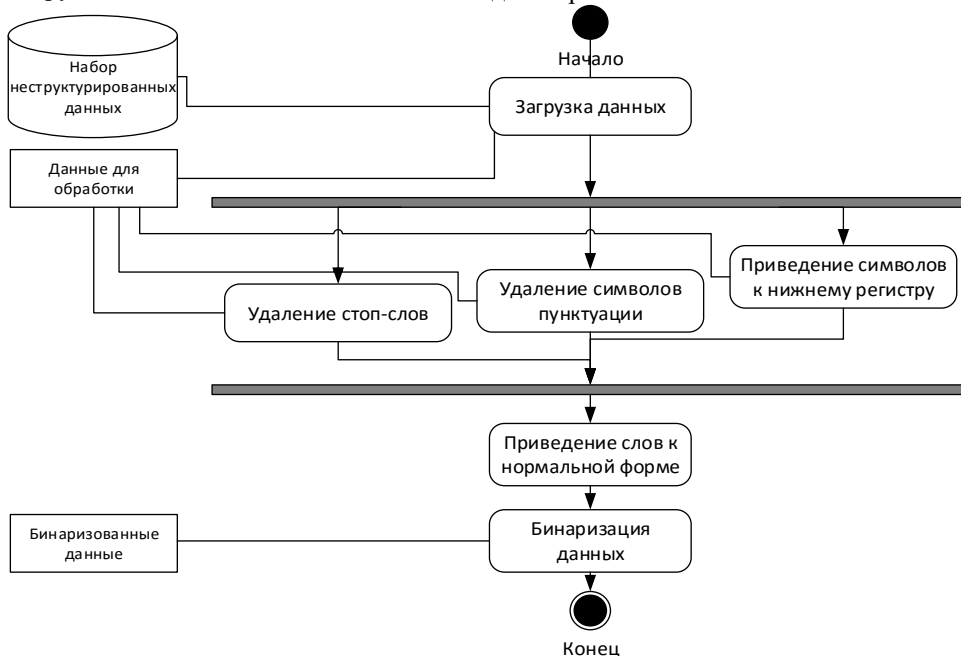 Начало
Набор
неструктурированных
данных
Загрузка данных
Данные для
обработки
Приведение символов
к нижнему регистру
Удаление символов
пунктуации
Удаление стоп-слов
Приведение слов к
нормальной форме
Бинаризация
данных
Бинаризованные
данные
Конец